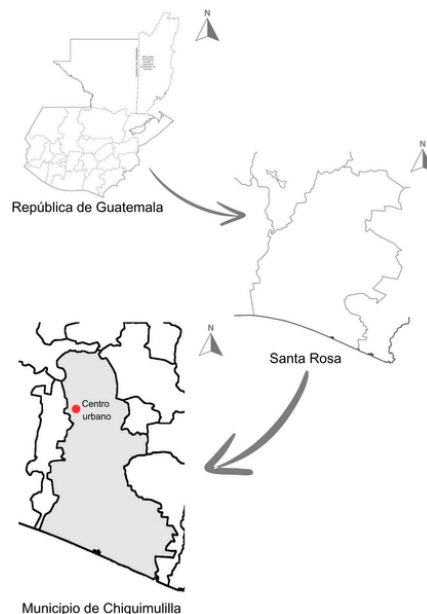 N
República de Guatemala
N
Santa Rosa
N
Centro
urbano
Municipio de Chiquimulilla